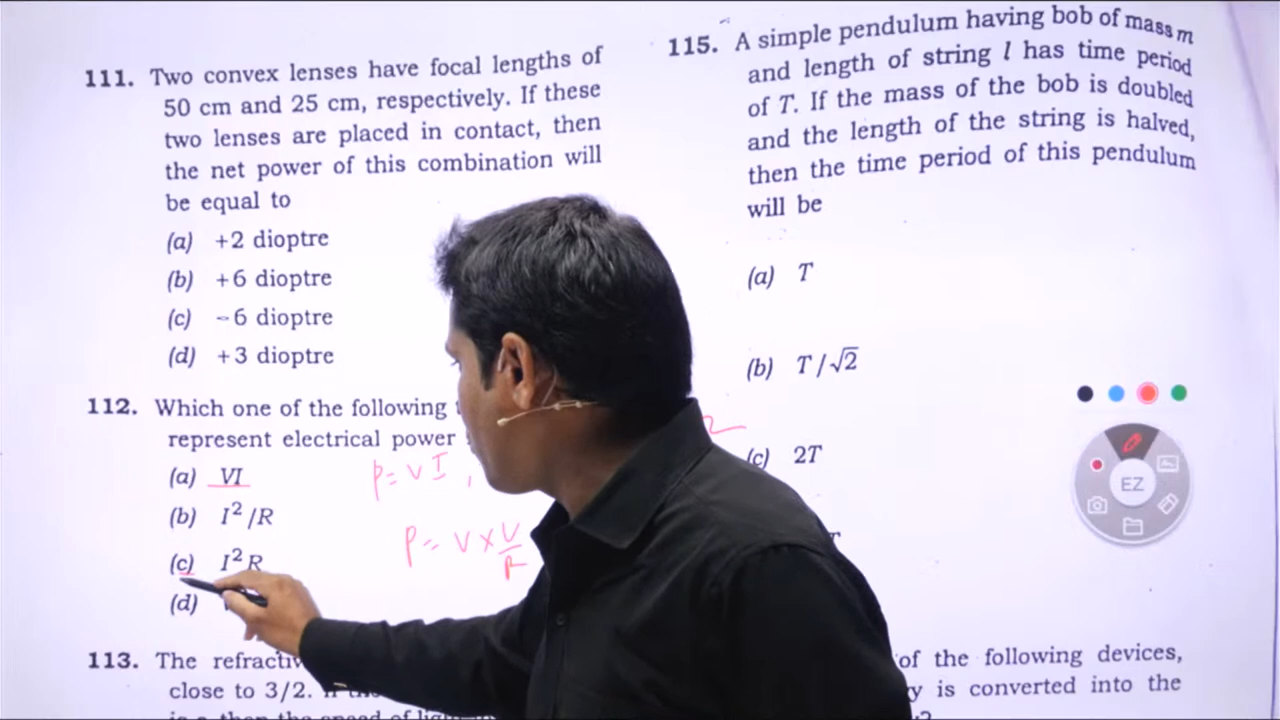 111. Two convex lenses have focal lengths of
50 cm and 25 cm, respectively. If these
two lenses are placed in contact, then
the net power of this combination will
be equal to
(a) +2 dioptre
(b) +6 dioptre
(c) -6 dioptre
(d) +3 dioptre
112. Which one of the following
represent electrical power
(a) VI
(b) I²/R
(c) I²R
(d)
P = VI,
P = V × V/R
113. The
close to 3/2.
115. A simple pendulum having bob of mass m
and length of string l has time period
of T. If the mass of the bob is doubled
and the length of the string is halved,
then the time period of this pendulum
will be
(a) T
(b) T/√2
(c) 2T
of the following devices,
is converted into the
EZ